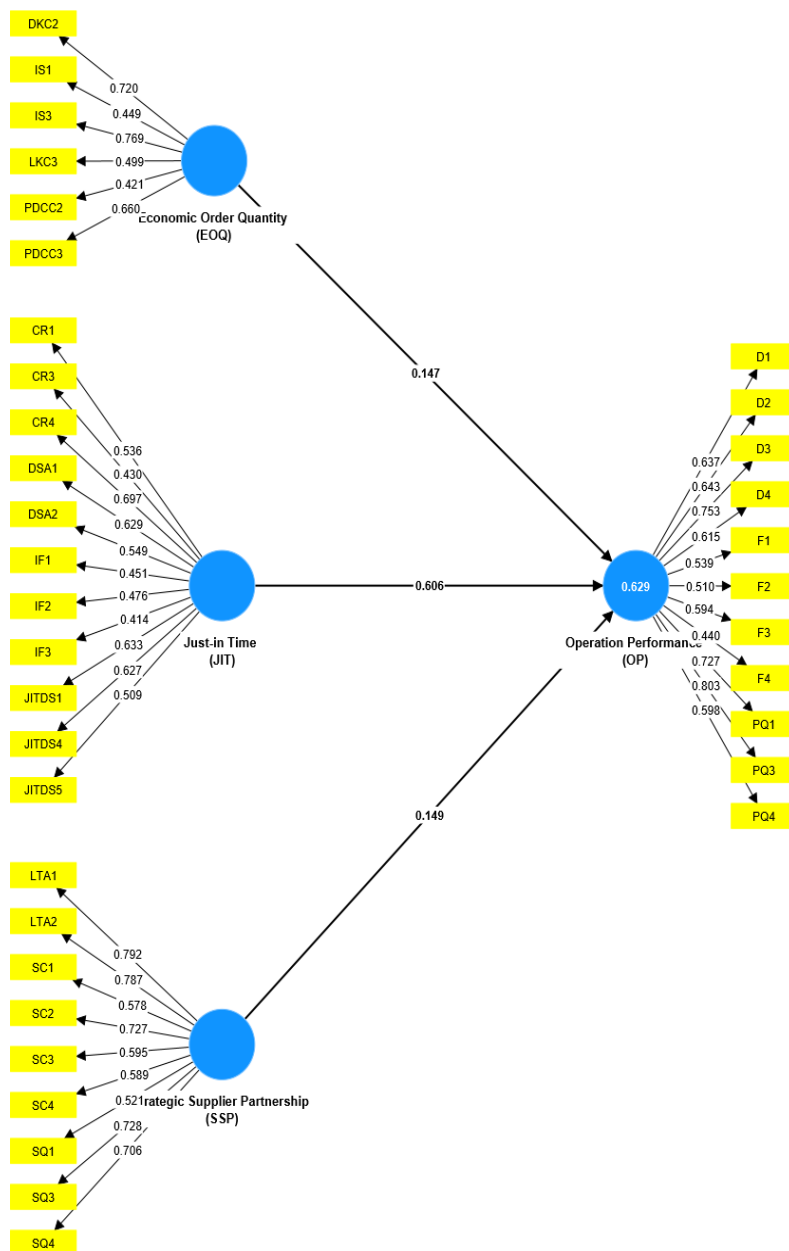 DKC2
IS1
IS3
LKC3
PDCC2
PDCC3
0.720
0.449
0.769
0.499
0.421
0.660
Economic Order Quantity
(EOQ)
0.147
CR1
CR3
CR4
DSA1
DSA2
IF1
IF2
IF3
JITDS1
JITDS4
JITDS5
0.536
0.430
0.697
0.629
0.549
0.451
0.476
0.414
0.633
0.627
0.509
Just-in Time
(JIT)
0.606
0.629
Operation Performance
(OP)
0.637
0.643
0.753
0.615
0.539
0.510
0.594
0.440
0.727
0.803
0.598
D1
D2
D3
D4
F1
F2
F3
F4
PQ1
PQ3
PQ4
0.149
LTA1
LTA2
SC1
SC2
SC3
SC4
SQ1
SQ3
SQ4
0.792
0.787
0.578
0.727
0.595
0.589
0.521
0.728
0.706
rategic Supplier Partnership
(SSP)